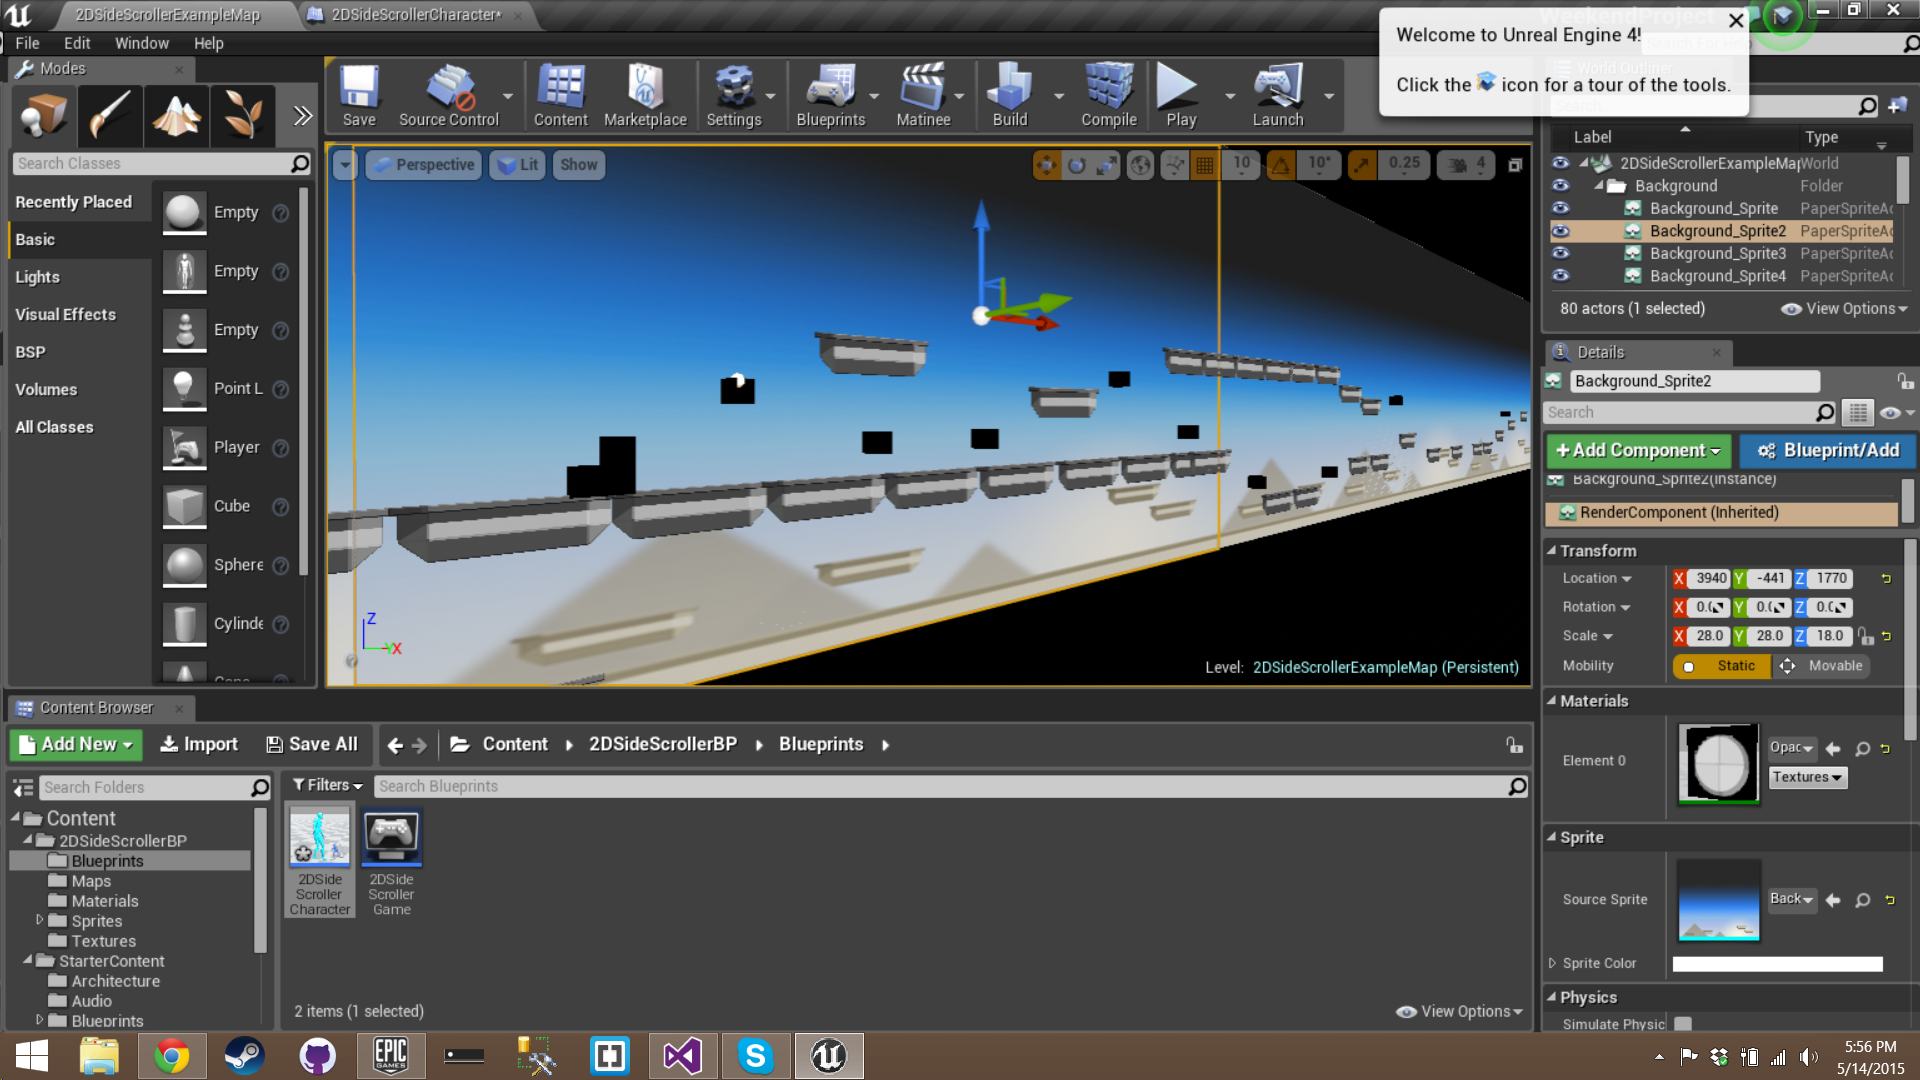 2DSideScrollerExampleMap
2DSideScrollerCharacter*
File Edit Window Help
Welcome to Unreal Engine 4!
Click the icon for a tour of the tools.
Modes
Search Classes
Recently Placed
Basic
Lights
Visual Effects
BSP
Volumes
All Classes
Empty
Empty
Empty
Point L
Player
Cube
Sphere
Cylinde
Save
Source Control
Content
Marketplace
Settings
Blueprints
Matinee
Build
Compile
Play
Launch
Perspective
Lit
Show
10
10°
0.25
4
Z
X
Level: 2DSideScrollerExampleMap (Persistent)
World Outliner
Search
Label Type
2DSideScrollerExampleMap World
Background Folder
Background_Sprite PaperSpriteAc
Background_Sprite2 PaperSpriteAc
Background_Sprite3 PaperSpriteAc
Background_Sprite4 PaperSpriteAc
80 actors (1 selected)
View Options
Details
Background_Sprite2
Search
+Add Component
Blueprint/Add
Background_Sprite2(Instance)
RenderComponent (Inherited)
Transform
Location X 3940 Y -441 Z 1770
Rotation X 0.0 Y 0.0 Z 0.0
Scale X 28.0 Y 28.0 Z 18.0
Mobility Static Movable
Materials
Element 0
Opac
Textures
Sprite
Source Sprite
Back
Sprite Color
Physics
Simulate Physic
Content Browser
Add New
Import
Save All
Content
2DSideScrollerBP
Blueprints
Search Folders
Filters
Search Blueprints
Content
2DSideScrollerBP
Blueprints
Maps
Materials
Sprites
Textures
StarterContent
Architecture
Audio
Blueprints
2DSide
Scroller
Character
2DSide
Scroller
Game
2 items (1 selected)
View Options
EPIC
GAMES
5:56 PM
5/14/2015